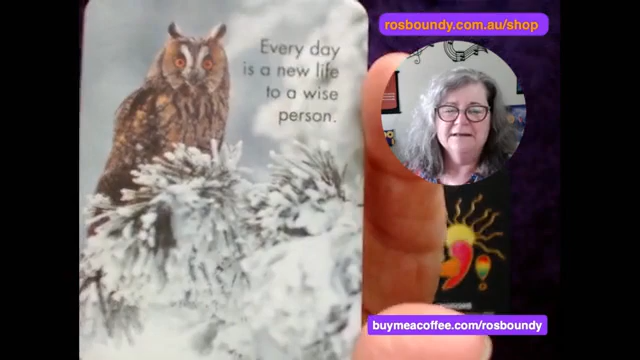 rosboundy.com.au/shop
Every day
is a new life
to a wise
person.
buymeacoffee.com/rosboundy